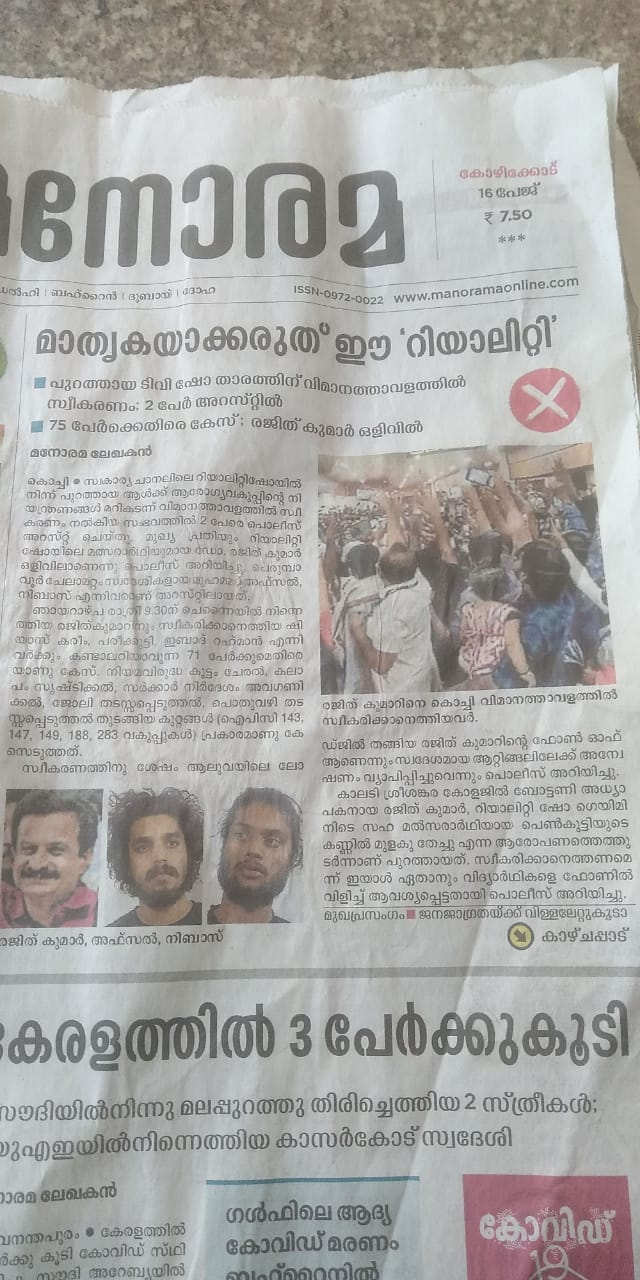 നോരമ
കോഴിക്കോട്
16 പേജ്
₹ 7.50
***
ബഹ്റൈൻ | ദുബായ് | ദോഹ
ISSN-0972-0022 www.manoramaonline.com
മാതൃകയാക്കരുത് ഈ ‘റിയാലിറ്റി’
പുറത്തായ ടിവി ഷോ താരത്തിന് വിമാനത്താവളത്തിൽ
സ്വീകരണം; 2 പേർ അറസ്റ്റിൽ
75 പേർക്കെതിരെ കേസ്; രജിത് കുമാർ ഒളിവിൽ
മനോരമ ലേഖകൻ
കൊച്ചി ● സ്വകാര്യ ചാനലിലെ റിയാലിറ്റിഷോയിൽ
നിന്ന് പുറത്തായ ആൾക്ക് ആരോഗ്യവകുപ്പിന്റെ നി
യന്ത്രണങ്ങൾ മറികടന്ന് വിമാനത്താവളത്തിൽ സ്വീ
കരണം നൽകിയ സംഭവത്തിൽ 2 പേരെ പൊലീസ്
അറസ്റ്റ് ചെയ്തു. മുഖ്യ പ്രതിയും റിയാലിറ്റി
ഷോയിലെ മത്സരാർഥിയുമായ ഡോ. രജിത് കുമാർ
ഒളിവിലാണെന്നു പൊലീസ് അറിയിച്ചു. പെരുമ്പാ
വൂർ ചേലാമറ്റം സ്വദേശികളായ മുഹമ്മദ് അഫ്സൽ,
നിബാസ് എന്നിവരാണ് അറസ്റ്റിലായത്.
ഞായറാഴ്ച രാത്രി 9.30ന് ചെന്നൈയിൽ നിന്നെ
ത്തിയ രജിത്കുമാറിനും സ്വീകരിക്കാനെത്തിയ ഷി
യാസ് കരീം, പരീക്കുട്ടി, ഇബാദ് റഹ്മാൻ എന്നി
വർക്കും കണ്ടാലറിയാവുന്ന 71 പേർക്കുമെതിരെ
യാണു കേസ്. നിയമവിരുദ്ധ കൂട്ടം ചേരൽ, കലാ
പം സൃഷ്ടിക്കൽ, സർക്കാർ നിർദേശം അവഗണി
ക്കൽ, ജോലി തടസ്സപ്പെടുത്തൽ, പൊതുവഴി തട
സ്സപ്പെടുത്തൽ തുടങ്ങിയ കുറ്റങ്ങൾ (ഐപിസി 143,
147, 149, 188, 283 വകുപ്പുകൾ) പ്രകാരമാണു കേ
സെടുത്തത്.
സ്വീകരണത്തിനു ശേഷം ആലുവയിലെ ലോ
രജിത് കുമാർ, അഫ്സൽ, നിബാസ്
രജിത് കുമാറിനെ കൊച്ചി വിമാനത്താവളത്തിൽ
സ്വീകരിക്കാനെത്തിയവർ.
ഡ്ജിൽ തങ്ങിയ രജിത് കുമാറിന്റെ ഫോൺ ഓഫ്
ആണെന്നും സ്വദേശമായ ആറ്റിങ്ങലിലേക്ക് അന്വേ
ഷണം വ്യാപിപ്പിച്ചുവെന്നും പൊലീസ് അറിയിച്ചു.
കാലടി ശ്രീശങ്കര കോളജിൽ ബോട്ടണി അധ്യാ
പകനായ രജിത് കുമാർ, റിയാലിറ്റി ഷോ ഗെയിമി
നിടെ സഹ മൽസരാർഥിയായ പെൺകുട്ടിയുടെ
കണ്ണിൽ മുളകു തേച്ചു എന്ന ആരോപണത്തെത്തു
ടർന്നാണ് പുറത്തായത്. സ്വീകരിക്കാനെത്തണമെ
ന്ന് ഇയാൾ ഏതാനും വിദ്യാർഥികളെ ഫോണിൽ
വിളിച്ച് ആവശ്യപ്പെട്ടതായി പൊലീസ് അറിയിച്ചു.
മുഖപ്രസംഗം ■ ജനജാഗ്രതയ്ക്ക് വിള്ളലേറ്റുകൂടാ
കാഴ്ചപ്പാട്
കേരളത്തിൽ 3 പേർക്കുകൂടി
സൗദിയിൽനിന്നു മലപ്പുറത്തു തിരിച്ചെത്തിയ 2 സ്ത്രീകൾ;
യുഎഇയിൽനിന്നെത്തിയ കാസർകോട് സ്വദേശി
ലേഖകൻ
● കേരളത്തിൽ
കൂടി കോവിഡ് സ്ഥി
സൗദി അറേബ്യയിൽ
ഗൾഫിലെ ആദ്യ
കോവിഡ് മരണം
ബഹ്റൈനിൽ
കോവിഡ്
19